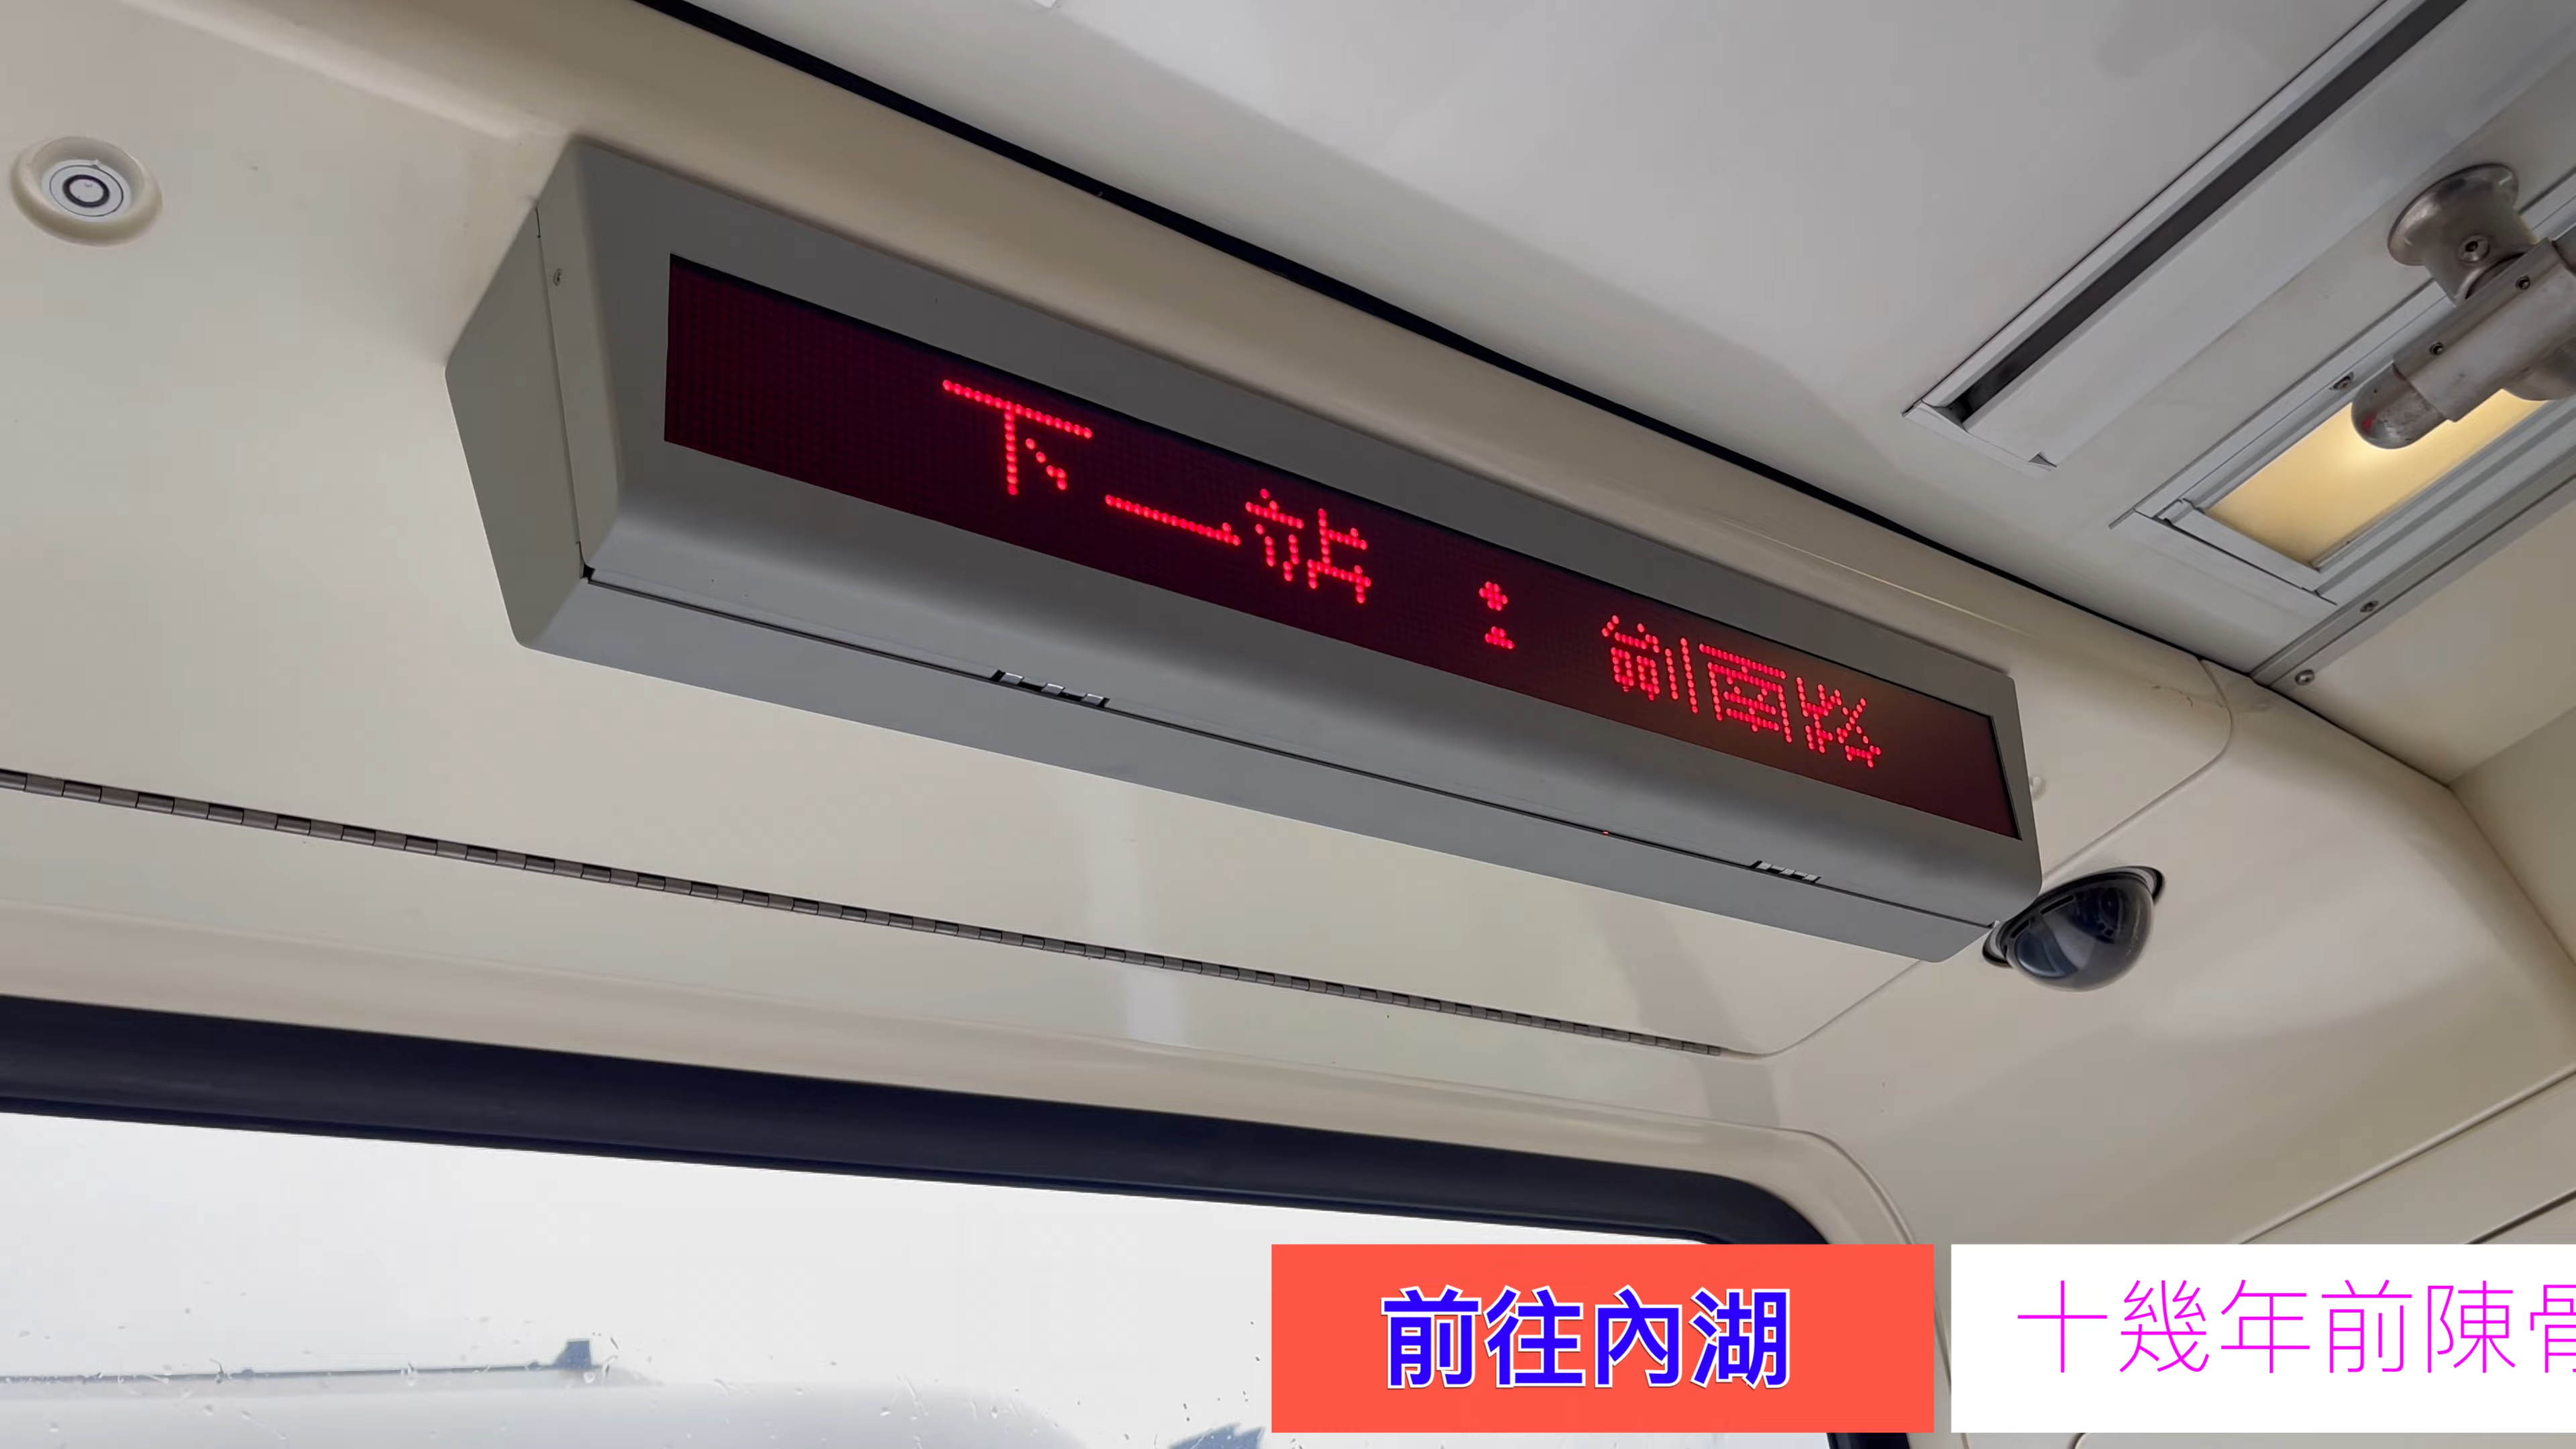 下一站 : 劍南路
前往內湖
十幾年前陳